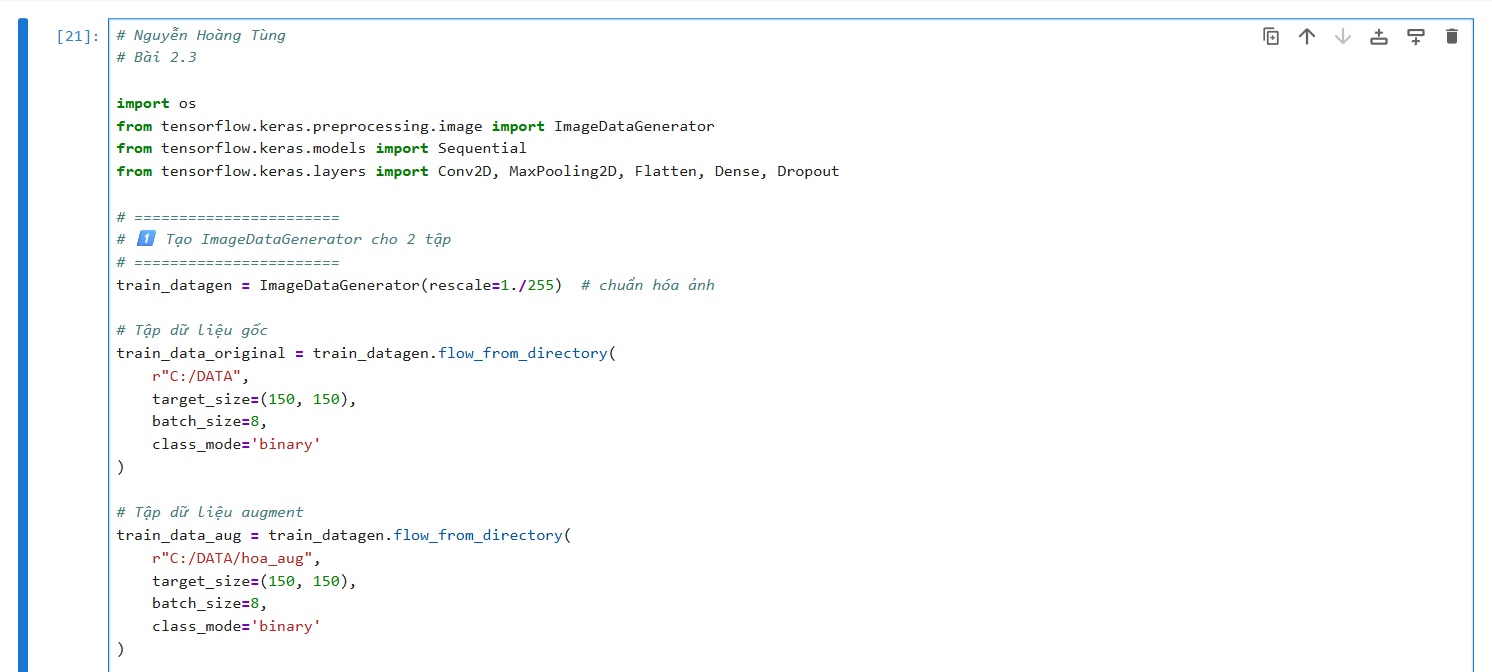 [21]:
# Nguyễn Hoàng Tùng
# Bài 2.3
import os
from tensorflow.keras.preprocessing.image import ImageDataGenerator
from tensorflow.keras.models import Sequential
from tensorflow.keras.layers import Conv2D, MaxPooling2D, Flatten, Dense, Dropout
# =======================
# 1️⃣ Tạo ImageDataGenerator cho 2 tập
# =======================
train_datagen = ImageDataGenerator(rescale=1./255)  # chuẩn hóa ảnh
# Tập dữ liệu gốc
train_data_original = train_datagen.flow_from_directory(
    r"C:/DATA",
    target_size=(150, 150),
    batch_size=8,
    class_mode='binary'
)
# Tập dữ liệu augment
train_data_aug = train_datagen.flow_from_directory(
    r"C:/DATA/hoa_aug",
    target_size=(150, 150),
    batch_size=8,
    class_mode='binary'
)